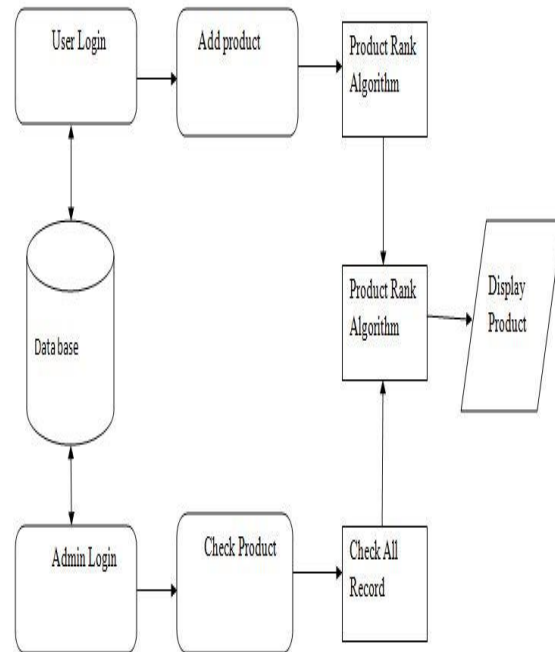 User Login
Add product
Product Rank
Algorithm
Data base
Product Rank
Algorithm
Display
Product
Admin Login
Check Product
Check All
Record